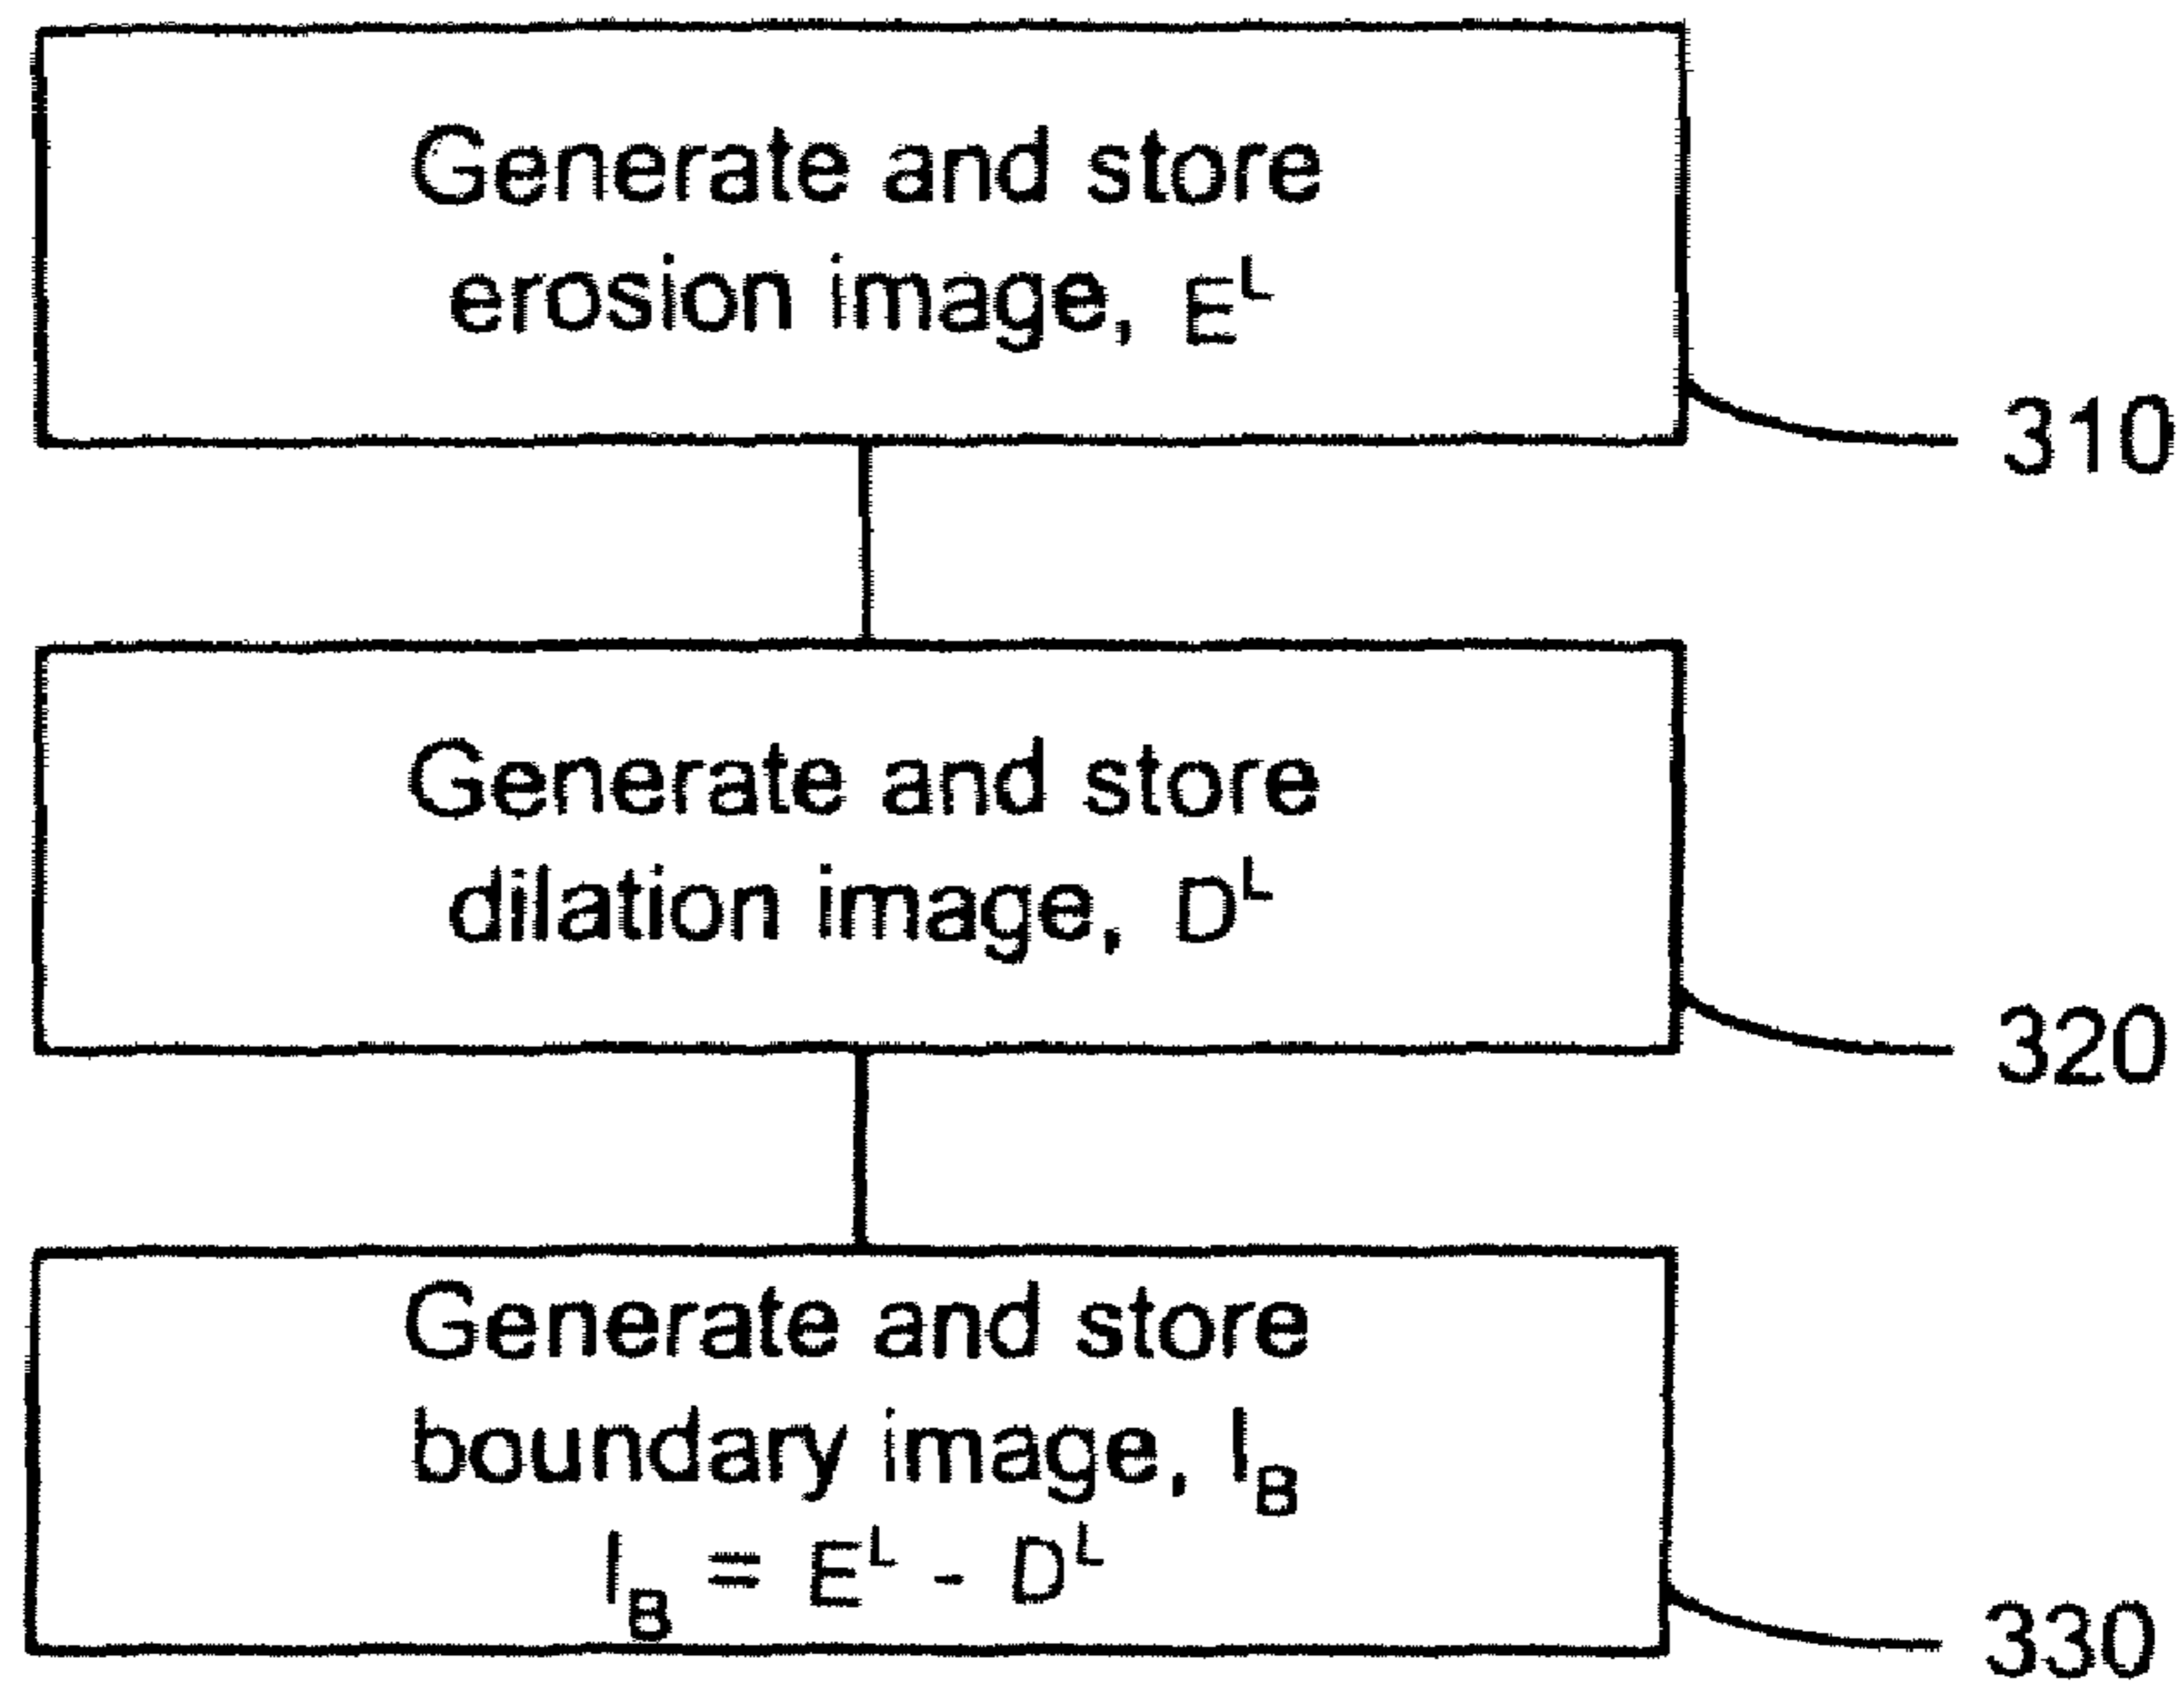 Generate and store
erosion image, E^L
310
Generate and store
dilation image, D^L
320
Generate and store
boundary image, I_B
I_B = E^L - D^L
330